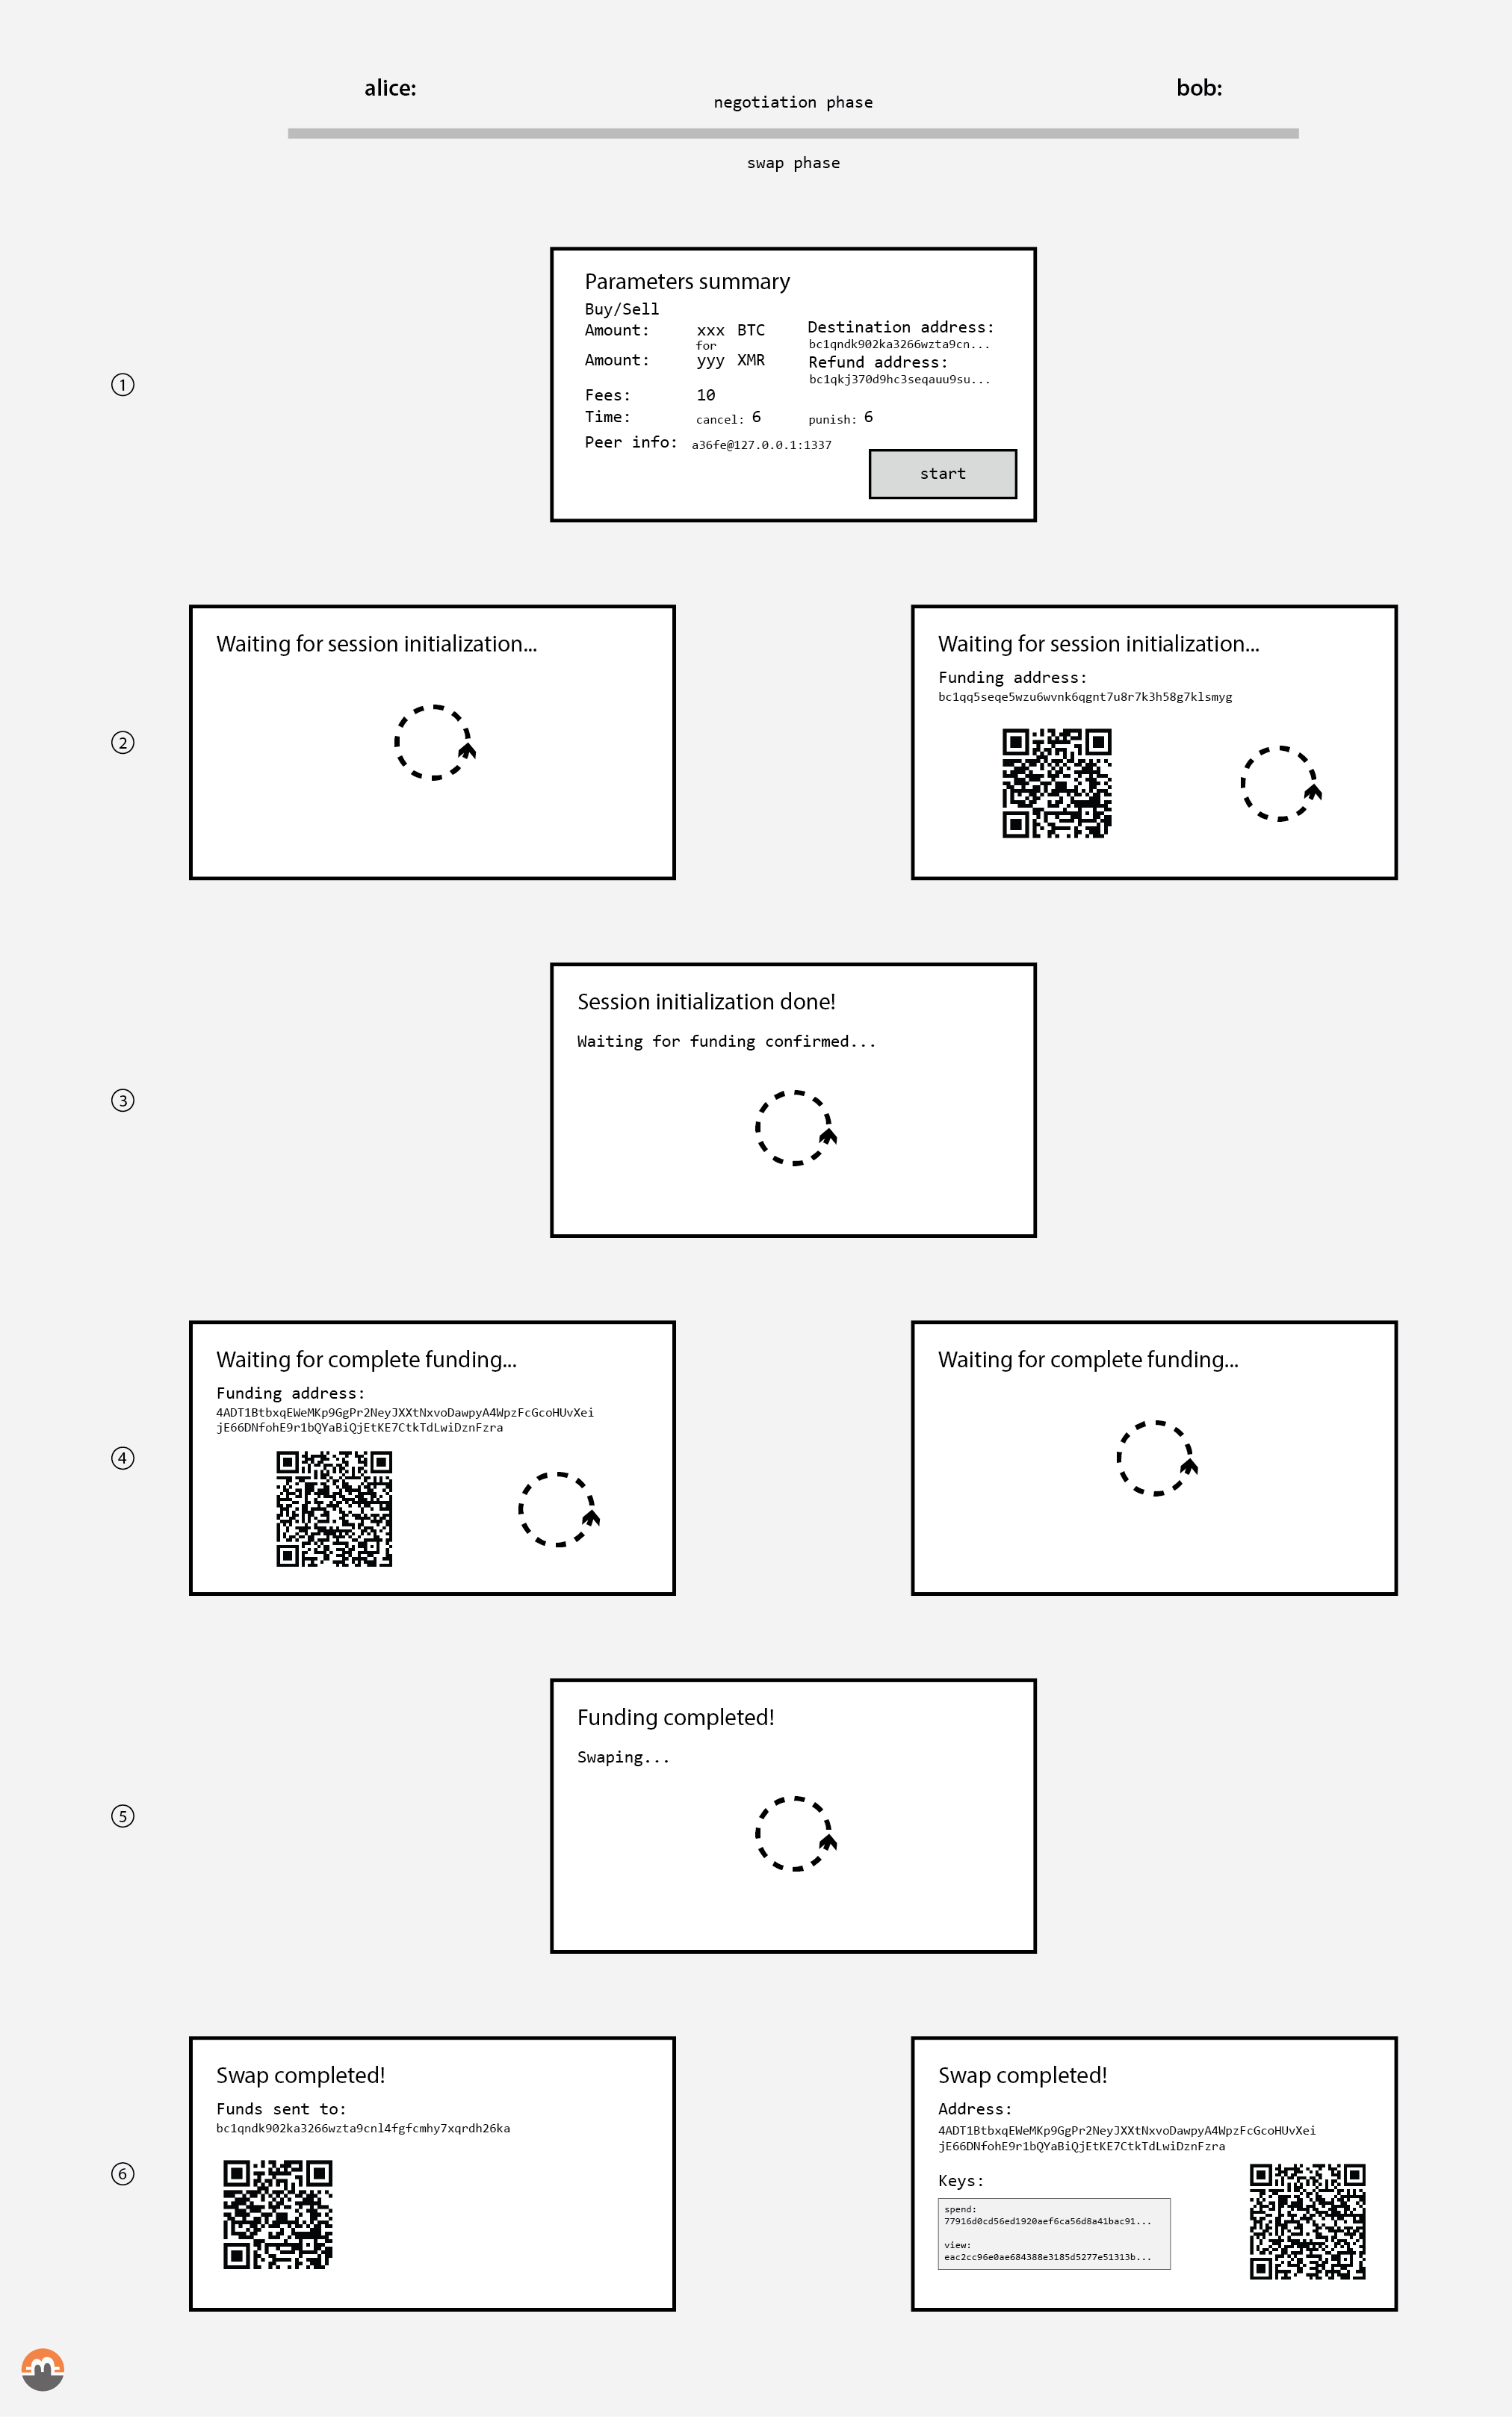 alice:
negotiation phase
bob:
swap phase
①
Parameters summary
Buy/Sell
Amount: xxx BTC
for
Amount: yyy XMR
Destination address:
bc1qndk902ka3266wzta9cn...
Refund address:
bc1qkj370d9hc3seqauu9su...
Fees: 10
Time: cancel: 6 punish: 6
Peer info: a36fe@127.0.0.1:1337
start
②
Waiting for session initialization...
Waiting for session initialization...
Funding address:
bc1qq5seqe5wzu6wvnk6qgnt7u8r7k3h58g7klsmyg
③
Session initialization done!
Waiting for funding confirmed...
④
Waiting for complete funding...
Funding address:
4ADT1BtbxqEWeMKp9GgPr2NeyJXXtNxvoDawpyA4WpzFcGcoHUvXei
jE66DNfohE9r1bQYaBiQjEtKE7CtkTdLwiDznFzra
Waiting for complete funding...
⑤
Funding completed!
Swaping...
⑥
Swap completed!
Funds sent to:
bc1qndk902ka3266wzta9cnl4fgfcmhy7xqrdh26ka
Swap completed!
Address:
4ADT1BtbxqEWeMKp9GgPr2NeyJXXtNxvoDawpyA4WpzFcGcoHUvXei
jE66DNfohE9r1bQYaBiQjEtKE7CtkTdLwiDznFzra
Keys:
spend:
77916d0cd56ed1920aef6ca56d8a41bac91...
view:
eac2cc96e0ae684388e3185d5277e51313b...